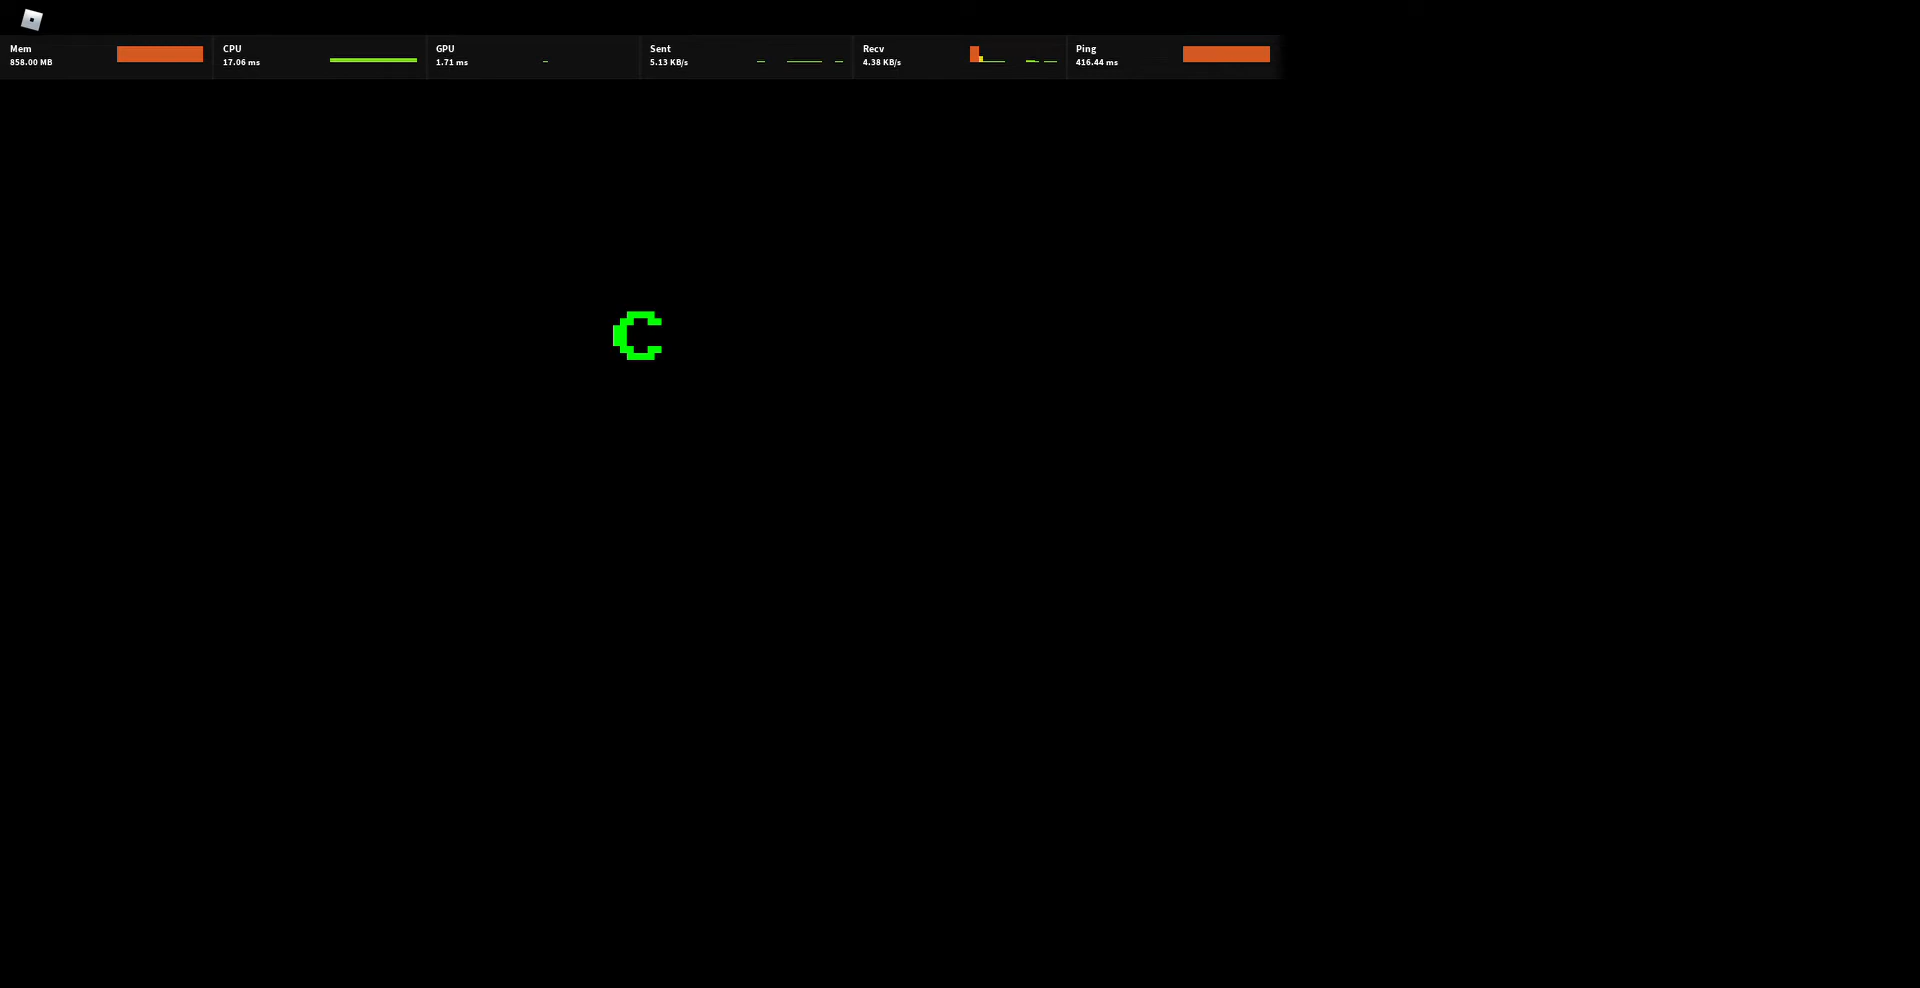 Mem CPU GPU Sent Recv Ping
858.00 MB 17.06 ms 1.71 ms 5.13 KB/s 4.38 KB/s 416.44 ms
C